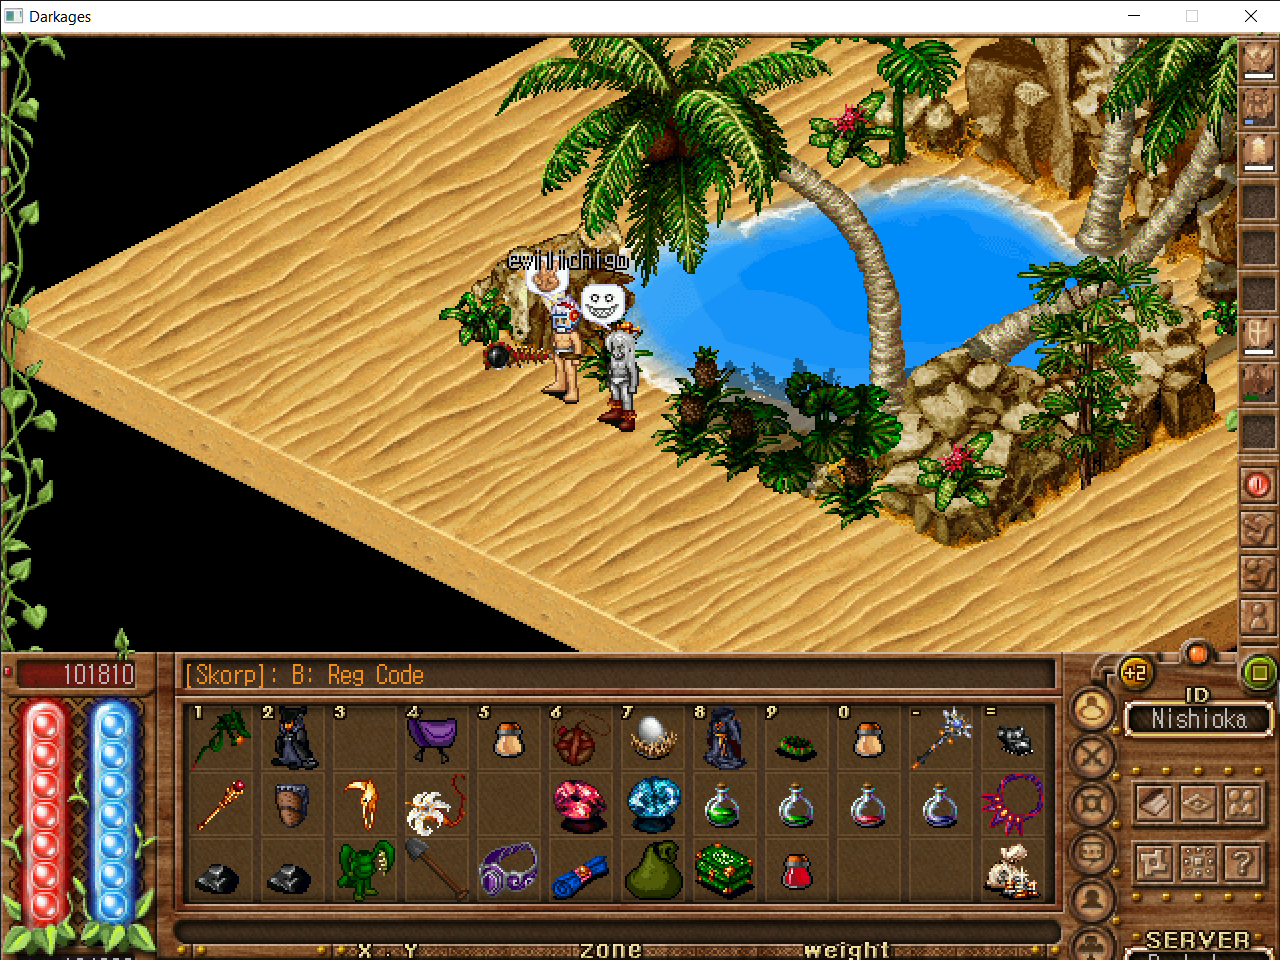 Darkages
evilichigo
101810
[Skorp]: B: Reg Code
+2
ID
Nishioka
1 2 3 4 5 6 7 8 9 0 - =
?
SERVER
X . Y zone weight